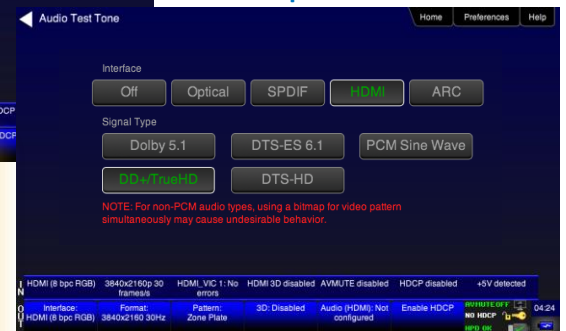 Audio Test Tone
Home Preferences Help
Interface
Off Optical SPDIF HDMI ARC
Signal Type
Dolby 5.1 DTS-ES 6.1 PCM Sine Wave
DD+/TrueHD DTS-HD
NOTE: For non-PCM audio types, using a bitmap for video pattern
simultaneously may cause undesirable behavior.
DCP
DCP
IN HDMI (8 bpc RGB) 3840x2160p 30 HDMI_VIC 1: No HDMI 3D disabled AVMUTE disabled HDCP disabled +5V detected
frames/s errors
OUT Interface: Format: Pattern: 3D: Disabled Audio (HDMI): Not Enable HDCP AVMUTE OFF 04:24
HDMI (8 bpc RGB) 3840x2160 30Hz Zone Plate configured NO HDCP
HPD OK